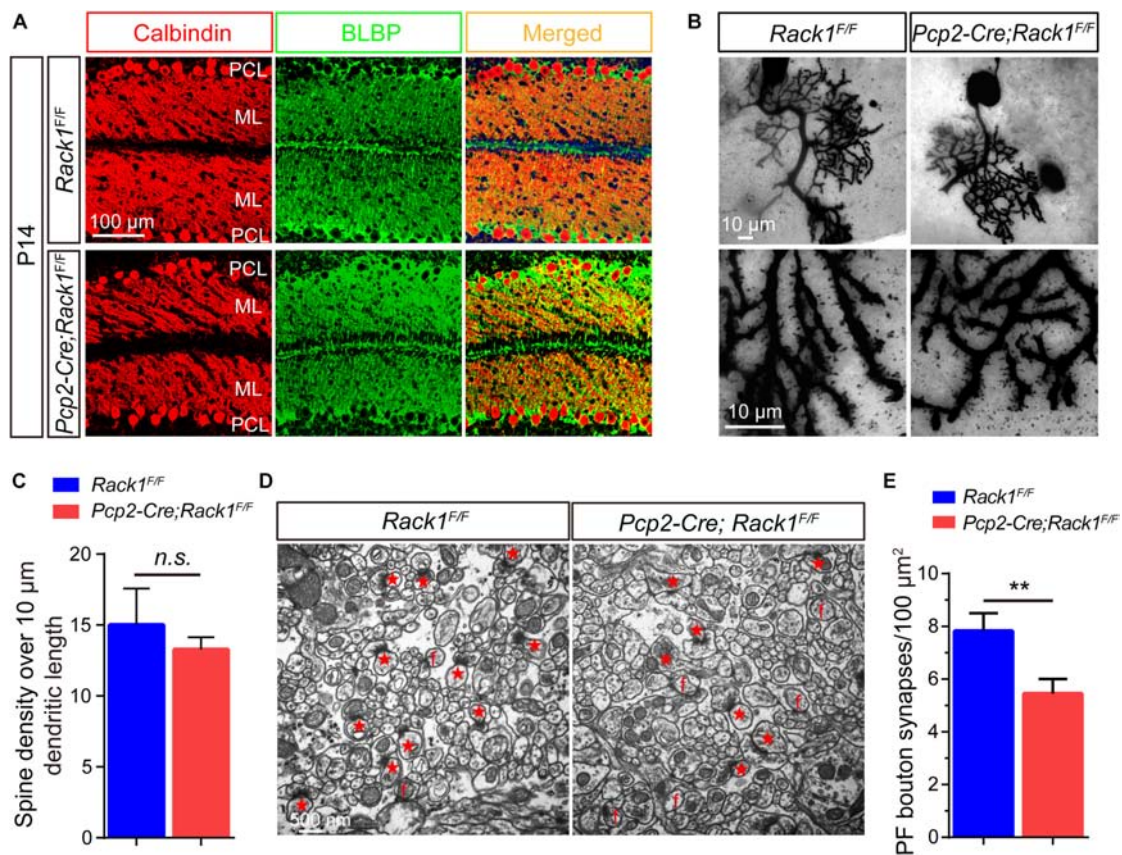 A
Calbindin
BLBP
Merged
P14
Rack1F/F
PCL
ML
ML
100 µm
PCL
Pcp2-Cre;Rack1F/F
PCL
ML
ML
PCL
B
Rack1F/F
Pcp2-Cre;Rack1F/F
10 µm
10 µm
C
Rack1F/F
Pcp2-Cre;Rack1F/F
n.s.
Spine density over 10 µm
dendritic length
20
15
10
5
0
D
Rack1F/F
Pcp2-Cre; Rack1F/F
f
f
f
f
f
f
f
500 nm
E
Rack1F/F
Pcp2-Cre;Rack1F/F
**
PF bouton synapses/100 µm²
10
8
6
4
2
0